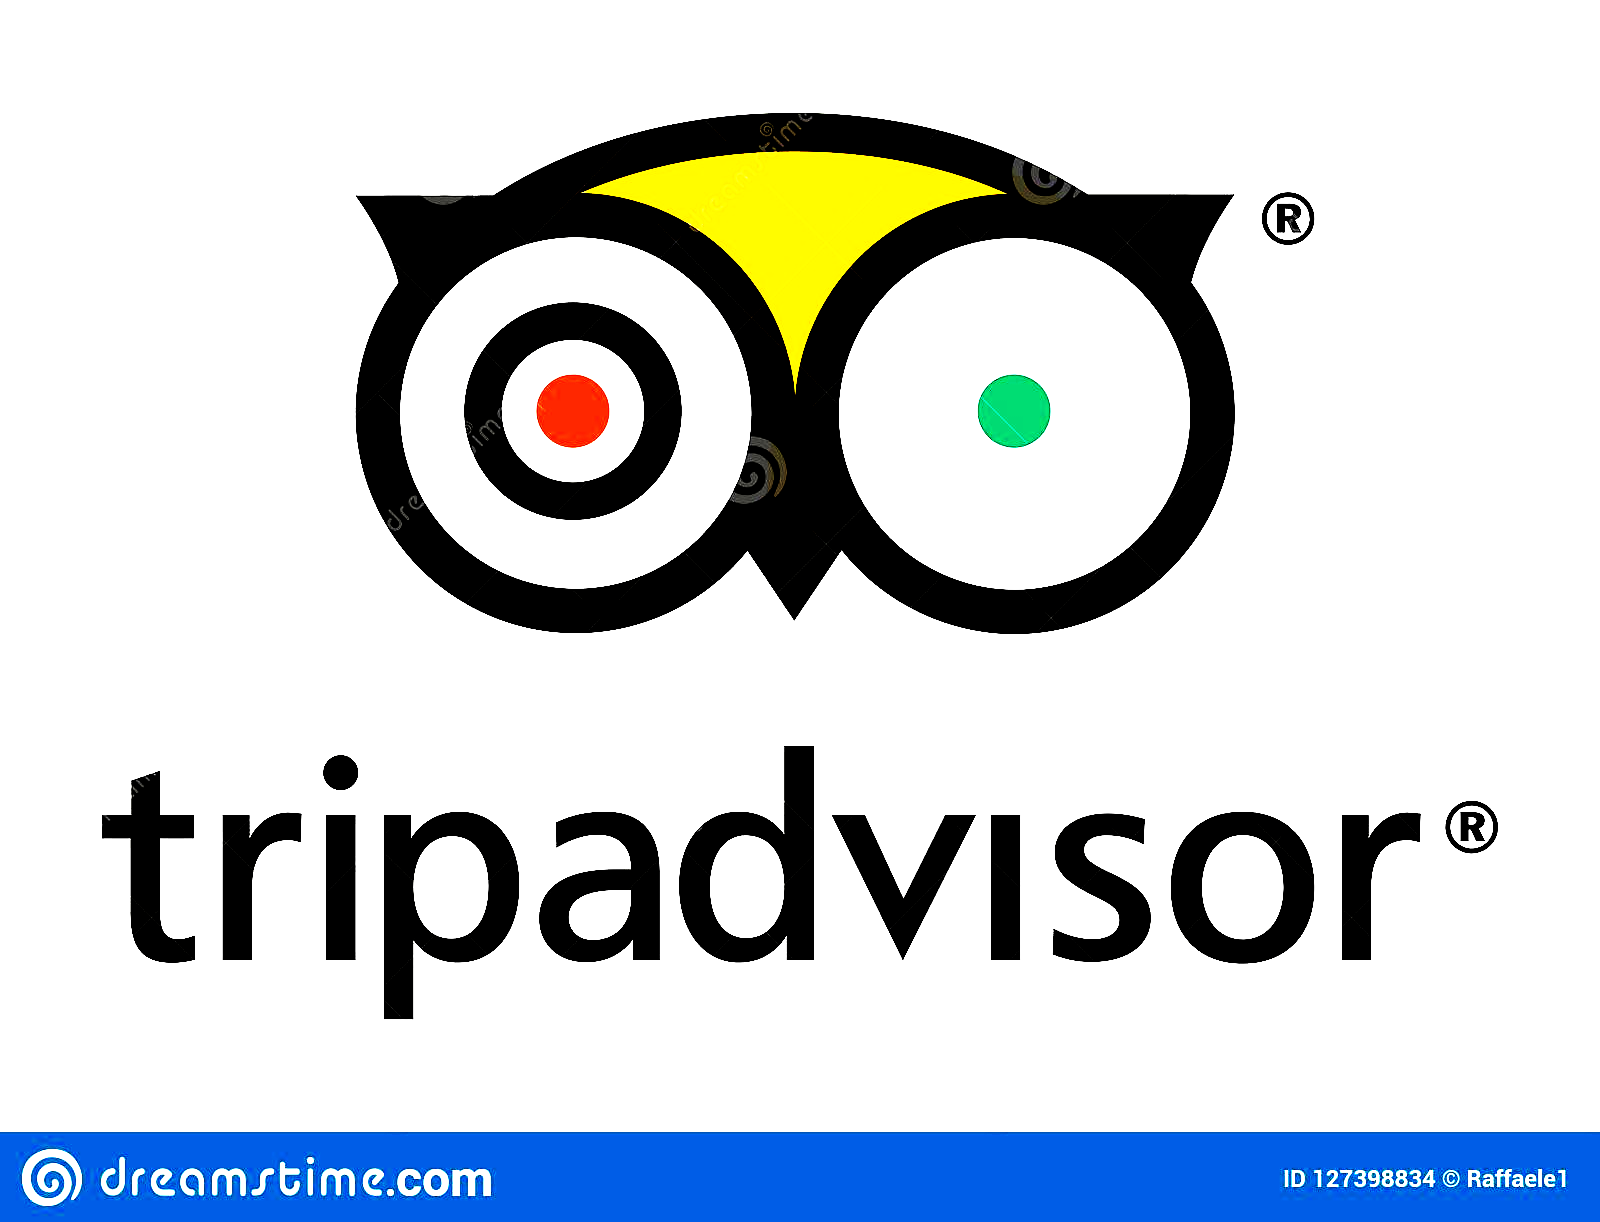 ®
tripadvisor®
dreamstime.com
ID 127398834 © Raffaele1